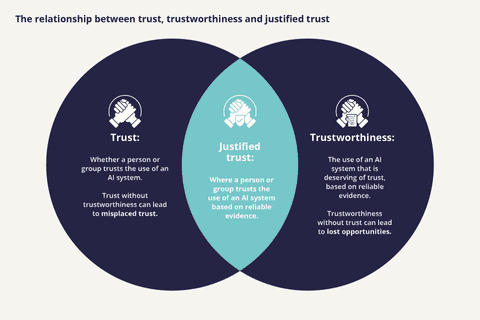 The relationship between trust, trustworthiness and justified trust
Trust:
Whether a person or
group trusts the use of an
AI system.
Trust without
trustworthiness can lead
to misplaced trust.
Justified
trust:
Where a person or
group trusts the
use of an AI system
based on reliable
evidence.
Trustworthiness:
The use of an AI
system that is
deserving of trust,
based on reliable
evidence.
Trustworthiness
without trust can lead
to lost opportunities.